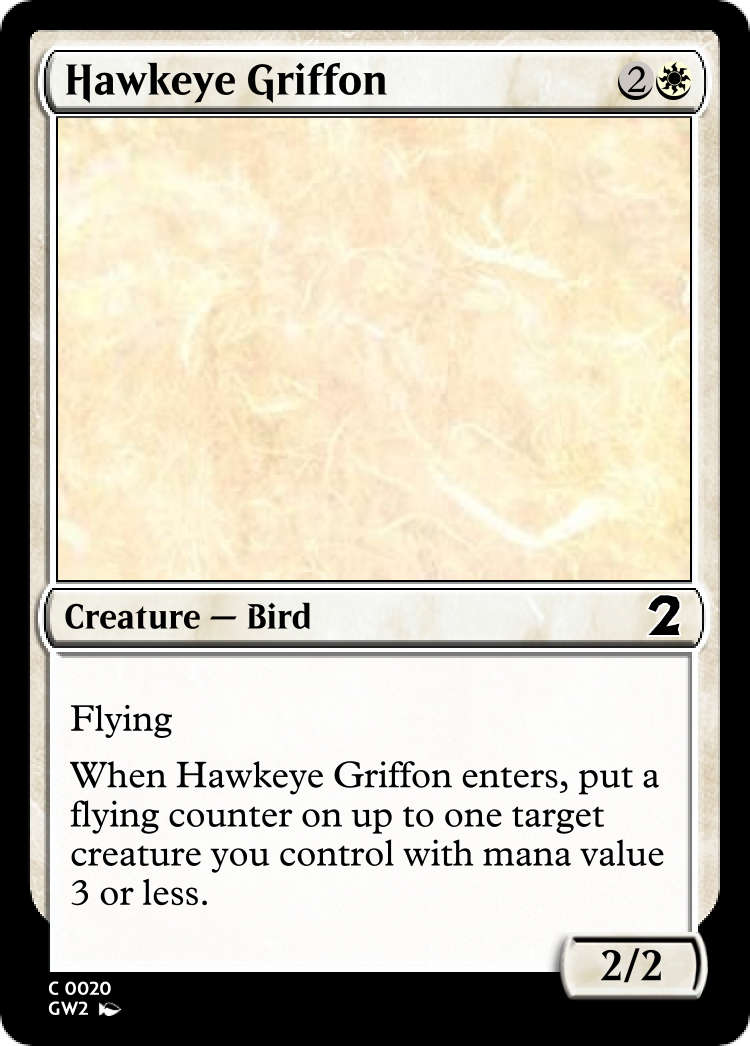 Hawkeye Griffon 2
Creature — Bird 2
Flying
When Hawkeye Griffon enters, put a
flying counter on up to one target
creature you control with mana value
3 or less.
2/2
C 0020
GW2